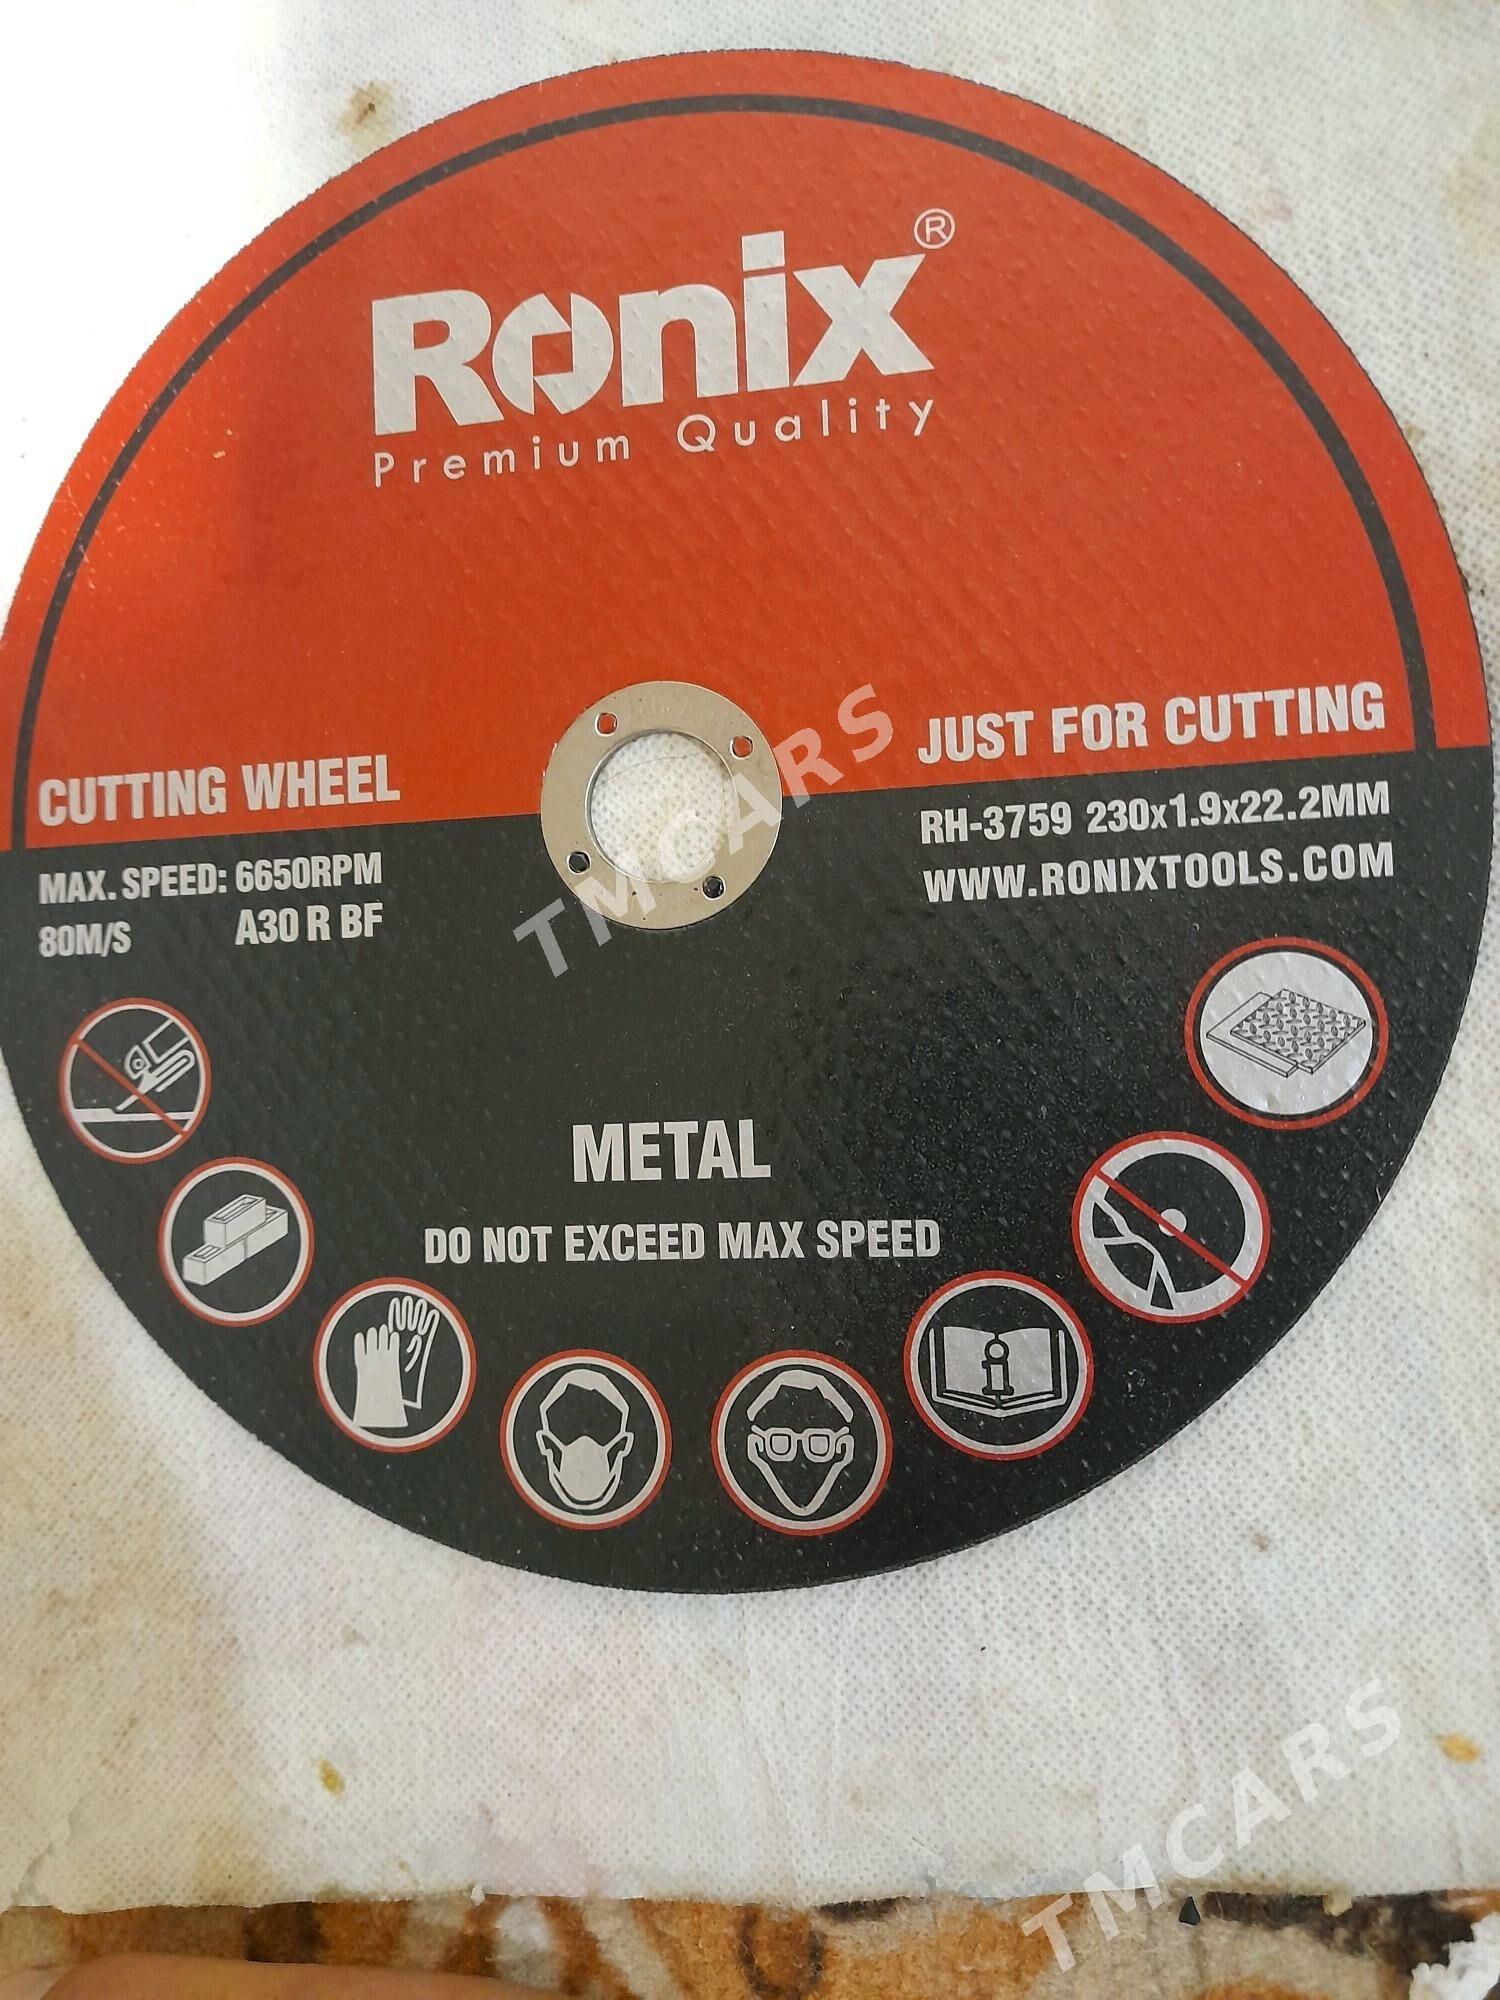 Ronix®
Premium Quality
CUTTING WHEEL
MAX. SPEED: 6650RPM
80M/S A30 R BF
JUST FOR CUTTING
RH-3759 230x1.9x22.2MM
WWW.RONIXTOOLS.COM
METAL
DO NOT EXCEED MAX SPEED
i
TMCARS
TMCARS